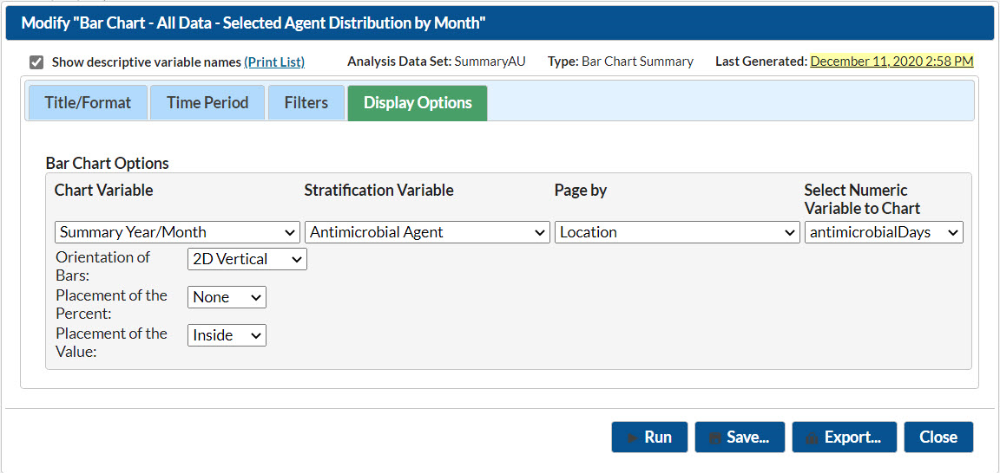 Modify "Bar Chart - All Data - Selected Agent Distribution by Month"
Show descriptive variable names (Print List) Analysis Data Set: SummaryAU Type: Bar Chart Summary Last Generated: December 11, 2020 2:58 PM
Title/Format Time Period Filters Display Options
Bar Chart Options
Chart Variable Stratification Variable Page by Select Numeric
Variable to Chart
Summary Year/Month Antimicrobial Agent Location antimicrobialDays
Orientation of 2D Vertical
Bars:
Placement of the None
Percent:
Placement of the Inside
Value:
Run Save... Export... Close